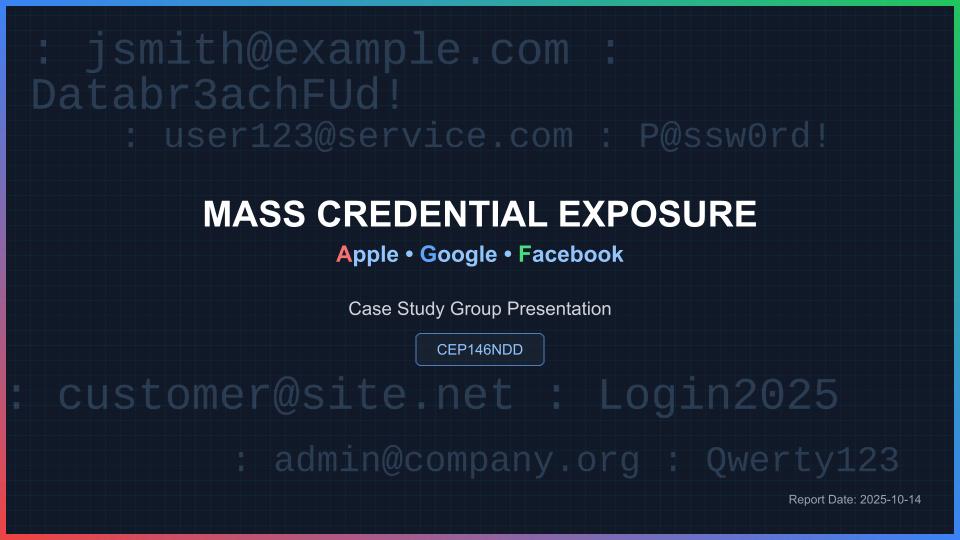 : jsmith@example.com :
Databr3achFUd!
: user123@service.com : P@ssw0rd!
MASS CREDENTIAL EXPOSURE
Apple • Google • Facebook
Case Study Group Presentation
CEP146NDD
: customer@site.net : Login2025
: admin@company.org : Qwerty123
Report Date: 2025-10-14